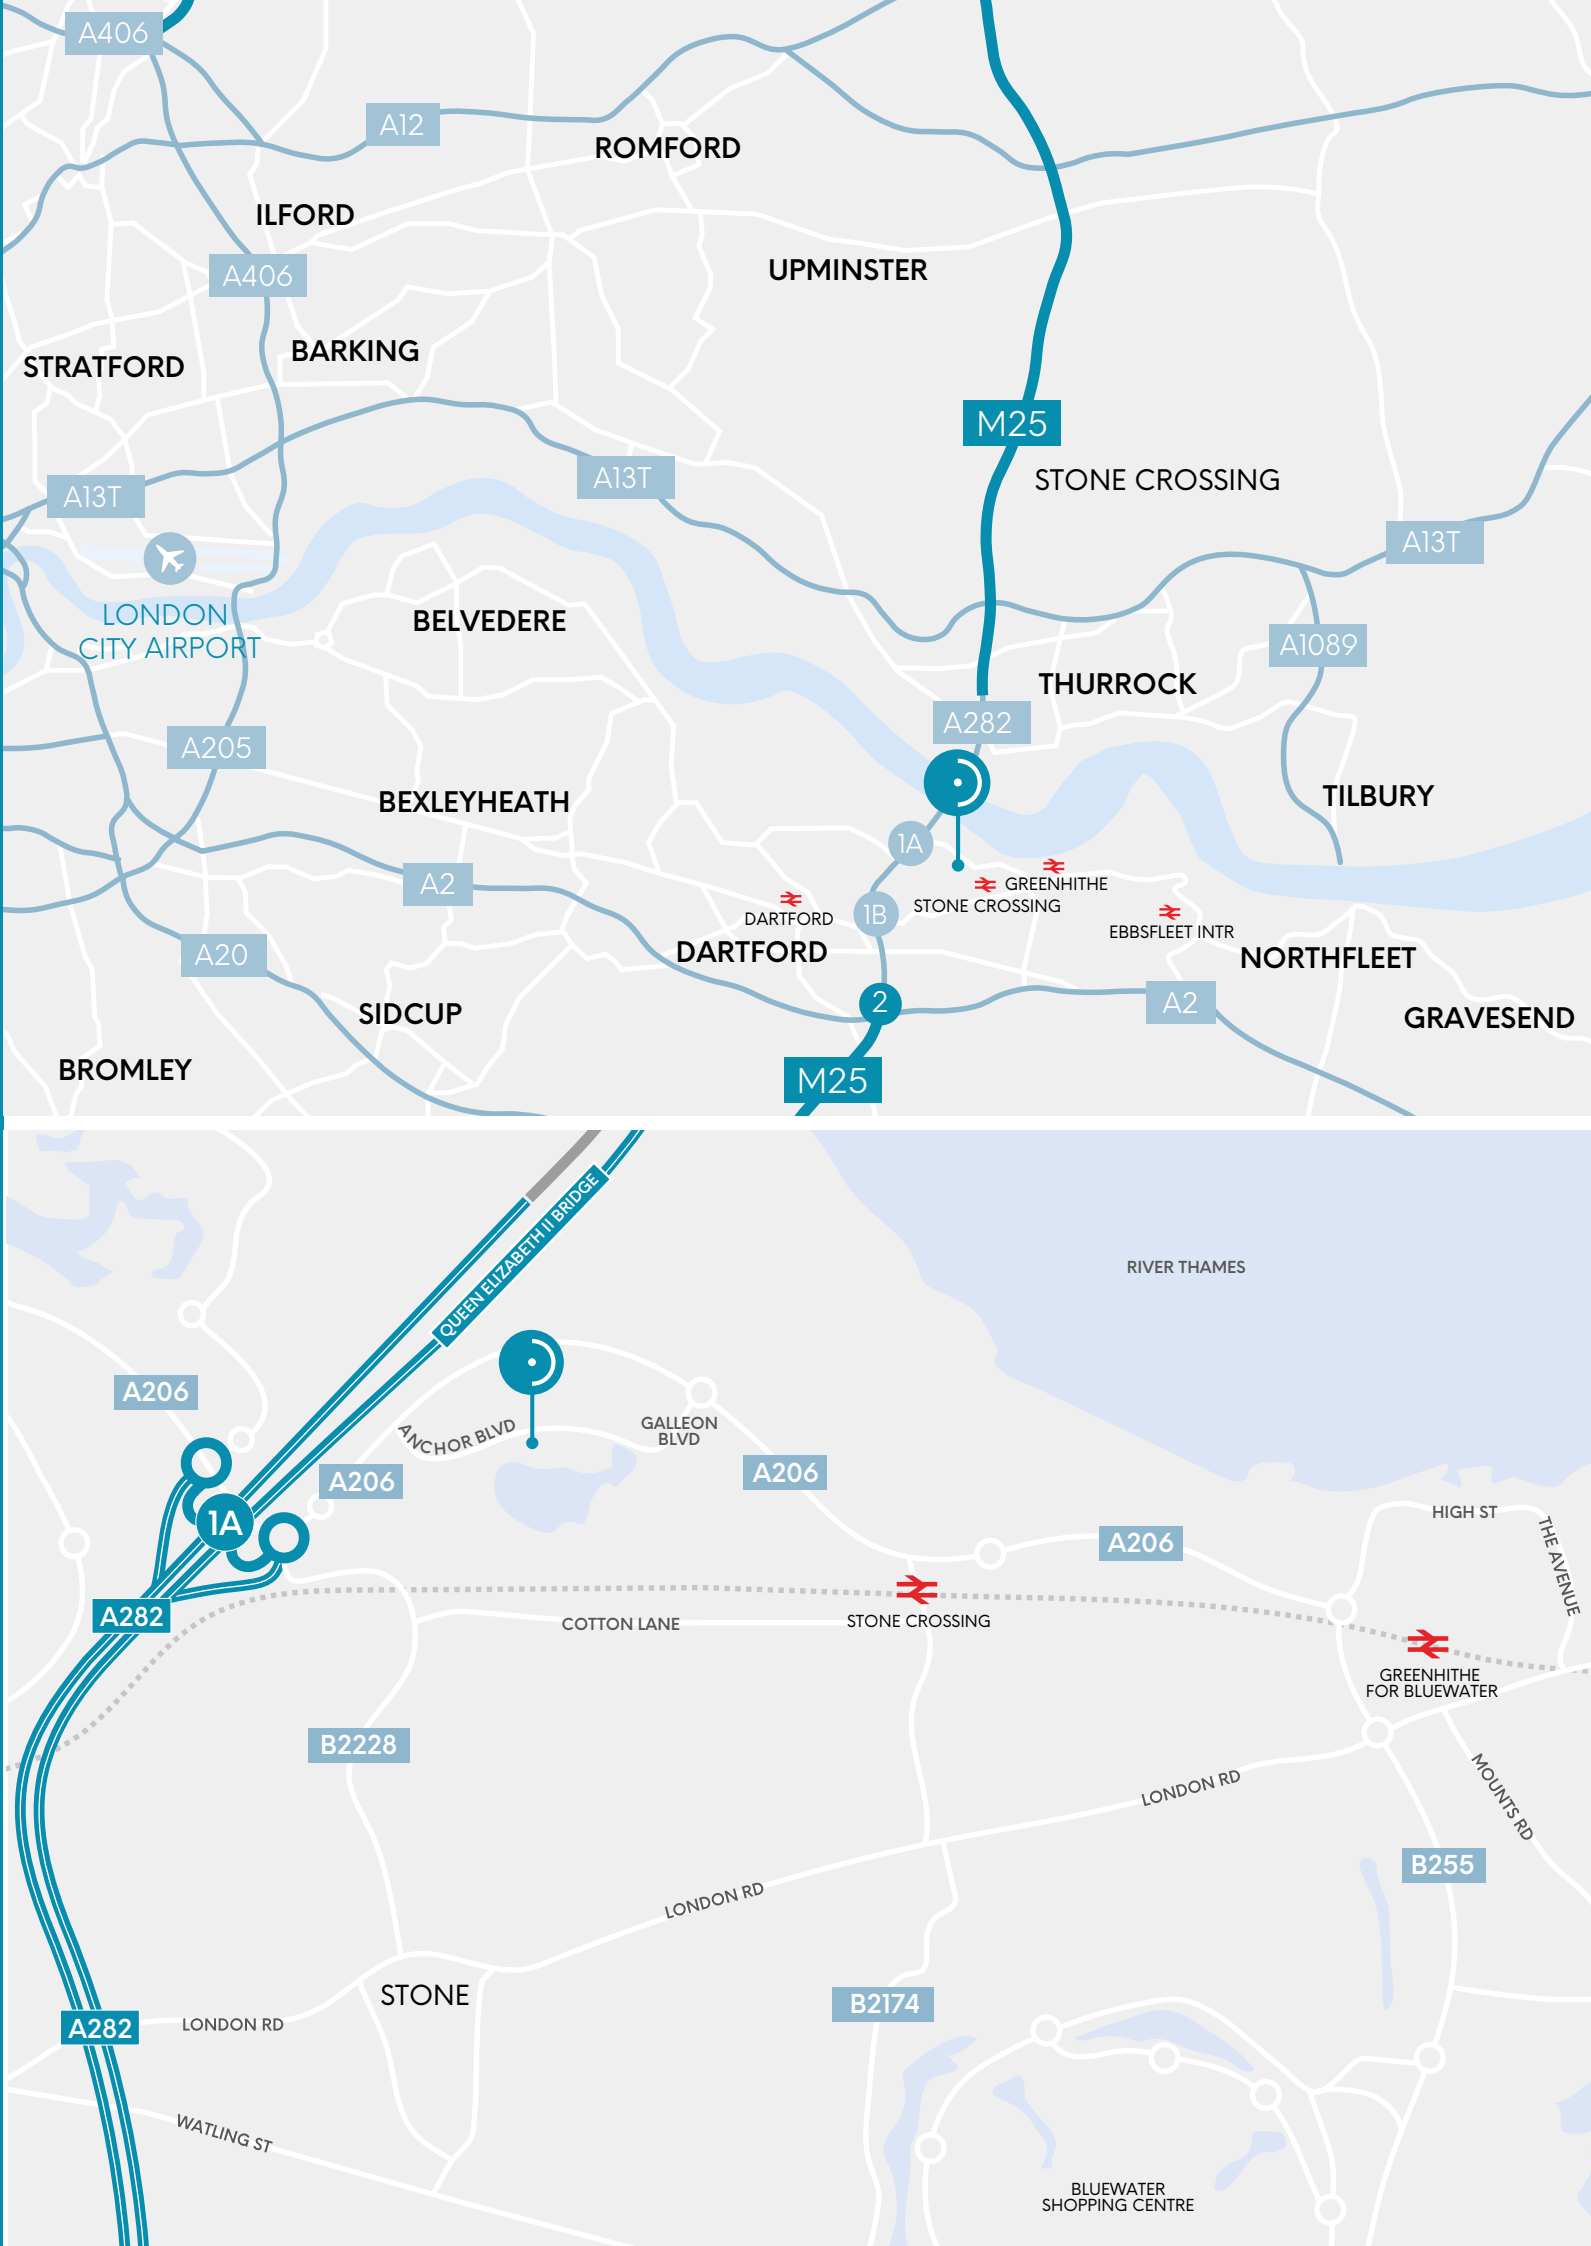 A406
A12
ROMFORD
ILFORD
A406
UPMINSTER
STRATFORD
BARKING
M25
STONE CROSSING
A13T
A13T
A13T
LONDON
CITY AIRPORT
BELVEDERE
A1089
THURROCK
A282
A205
BEXLEYHEATH
TILBURY
1A
A2
GREENHITHE
STONE CROSSING
1B
DARTFORD
EBBSFLEET INTR
DARTFORD
NORTHFLEET
A20
2
A2
SIDCUP
GRAVESEND
BROMLEY
M25
QUEEN ELIZABETH II BRIDGE
RIVER THAMES
A206
ANCHOR BLVD
GALLEON
BLVD
A206
A206
HIGH ST
THE AVENUE
1A
A206
A282
COTTON LANE
STONE CROSSING
GREENHITHE
FOR BLUEWATER
B2228
LONDON RD
MOUNTS RD
B255
LONDON RD
STONE
B2174
A282
LONDON RD
WATLING ST
BLUEWATER
SHOPPING CENTRE